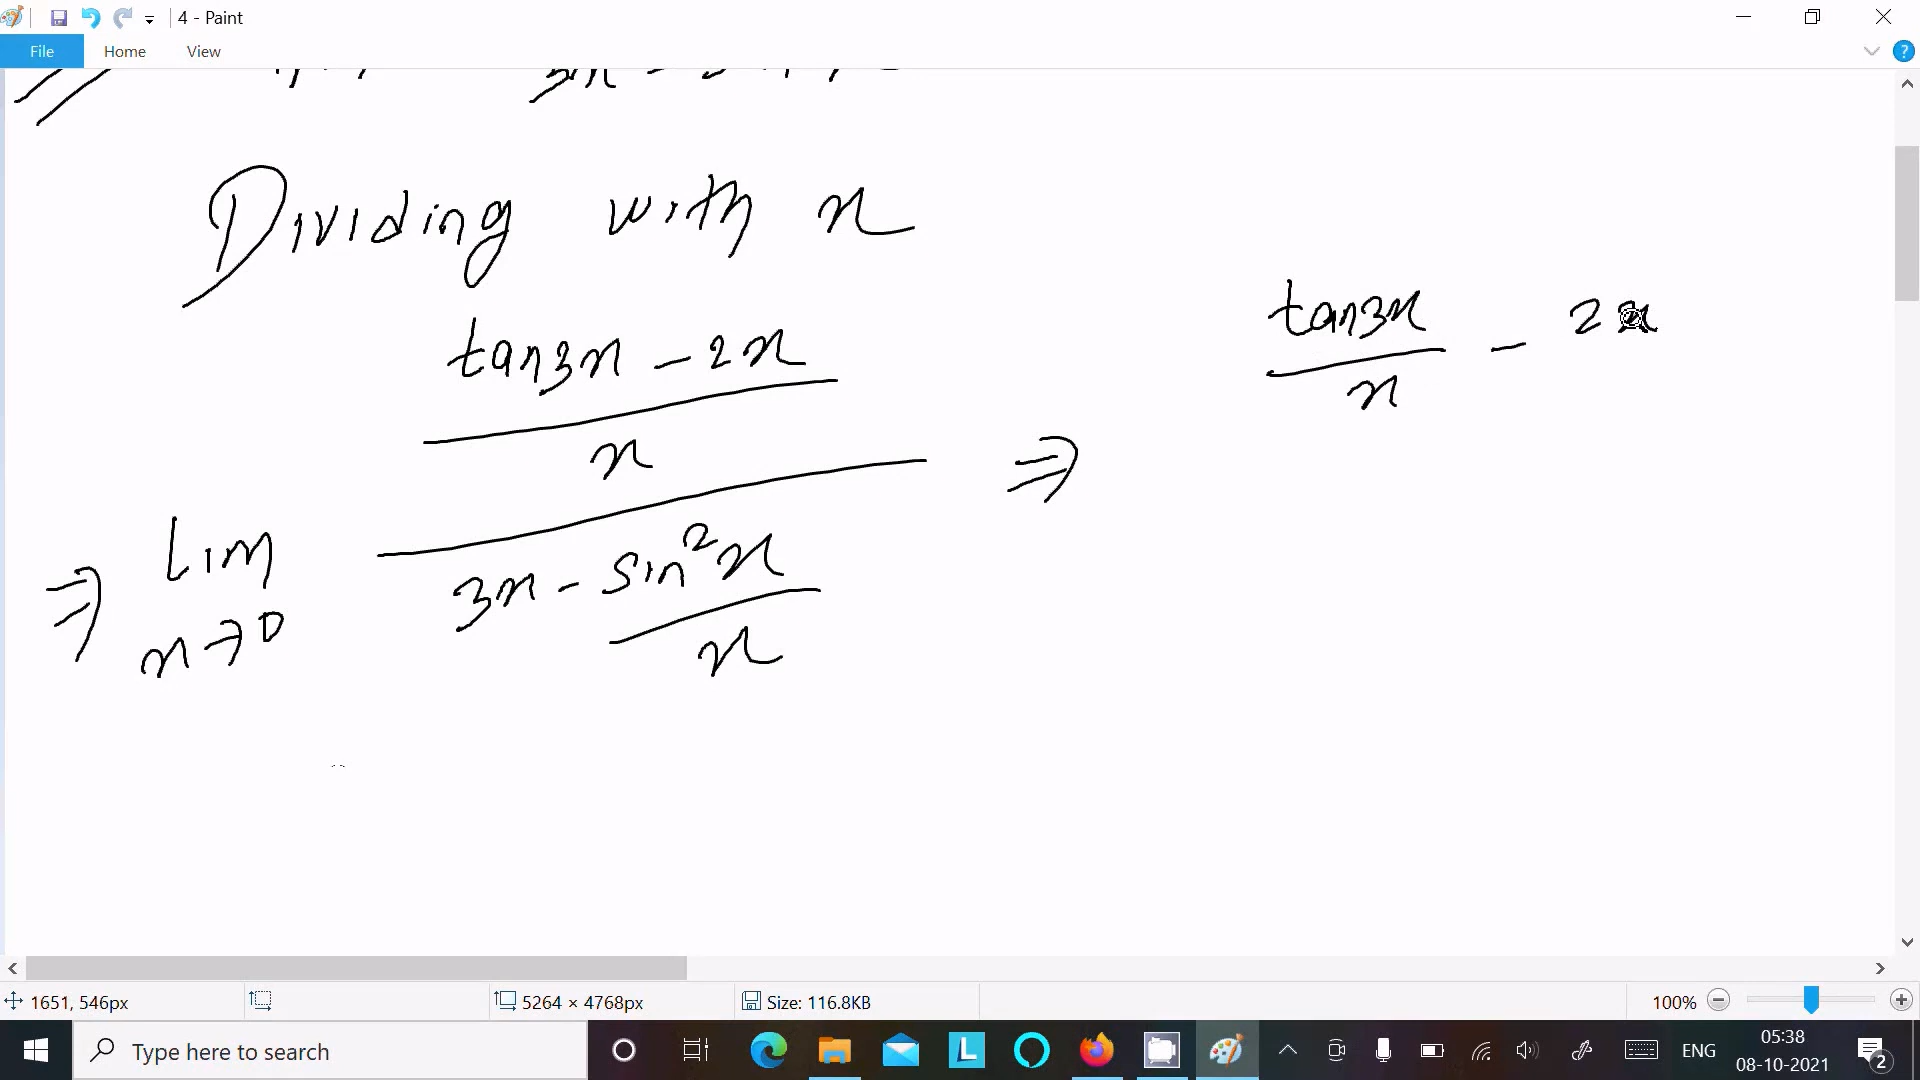 4 - Paint
File Home View
Dividing with x
tan3x - 2x
x
⇒ Lim x→0
3x - sin²x
x
⇒ tan3x
x
- 2x
1651, 546px
5264 × 4768px
Size: 116.8KB
100%
Type here to search
L
ENG
05:38
08-10-2021
2